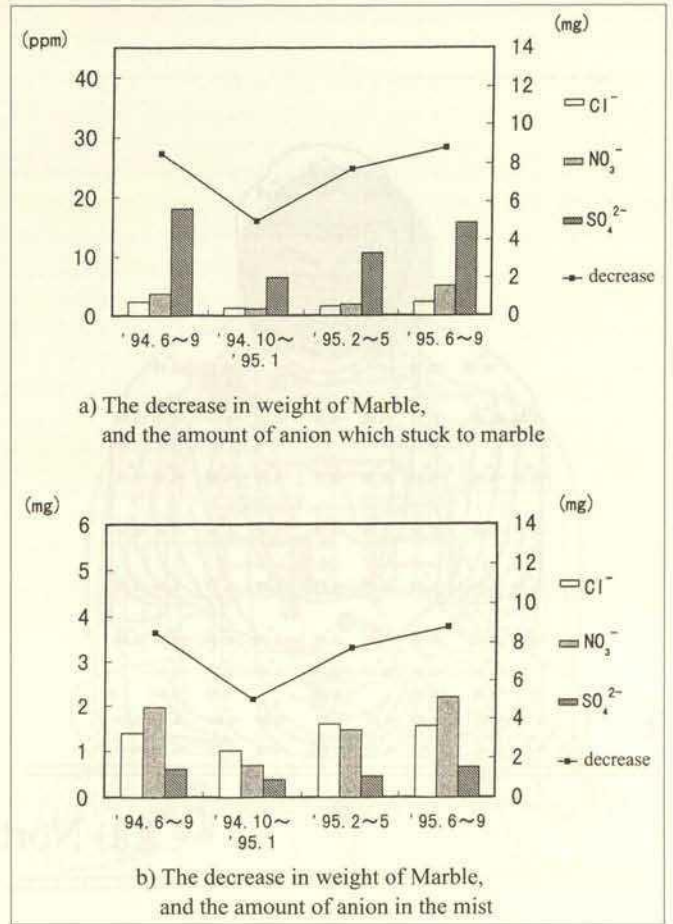 (ppm)
(mg)
40
30
20
10
0
14
12
10
8
6
4
2
0
Cl⁻
NO₃⁻
SO₄²⁻
decrease
'94.6～9
'94.10～
'95.1
'95.2～5
'95.6～9
a) The decrease in weight of Marble,
and the amount of anion which stuck to marble
(mg)
(mg)
6
5
4
3
2
1
0
14
12
10
8
6
4
2
0
Cl⁻
NO₃⁻
SO₄²⁻
decrease
'94.6～9
'94.10～
'95.1
'95.2～5
'95.6～9
b) The decrease in weight of Marble,
and the amount of anion in the mist